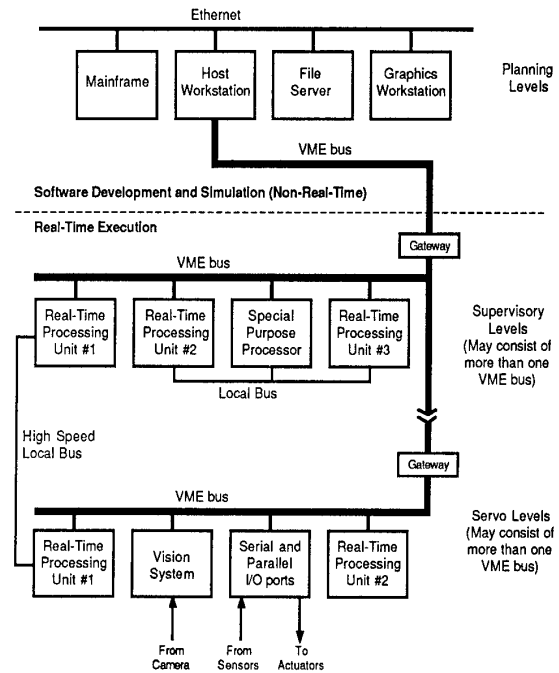 Ethernet
Mainframe
Host
Workstation
File
Server
Graphics
Workstation
Planning
Levels
VME bus
Software Development and Simulation (Non-Real-Time)
Real-Time Execution
Gateway
VME bus
Real-Time
Processing
Unit #1
Real-Time
Processing
Unit #2
Special
Purpose
Processor
Real-Time
Processing
Unit #3
Supervisory
Levels
(May consist of
more than one
VME bus)
Local Bus
High Speed
Local Bus
Gateway
VME bus
Real-Time
Processing
Unit #1
Vision
System
Serial and
Parallel
I/O ports
Real-Time
Processing
Unit #2
Servo Levels
(May consist of
more than one
VME bus)
From
Camera
From
Sensors
To
Actuators